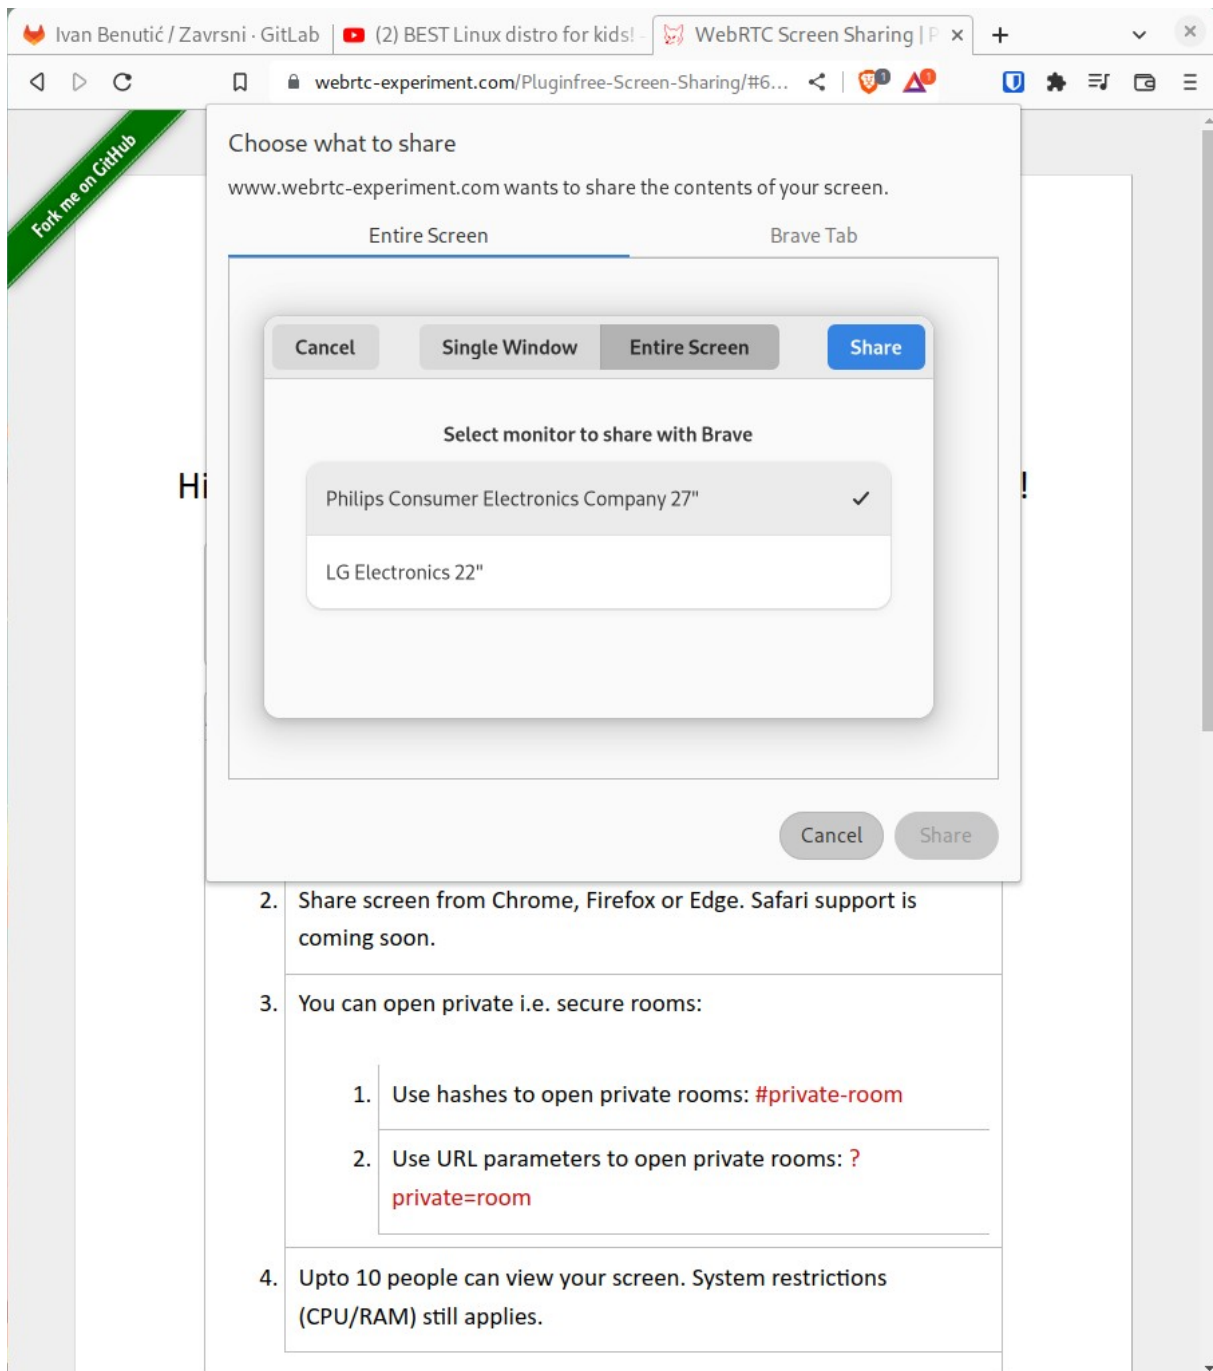 Ivan Benutić / Zavrsni · GitLab
(2) BEST Linux distro for kids! -
WebRTC Screen Sharing | P
webrtc-experiment.com/Pluginfree-Screen-Sharing/#6...
1
1
Fork me on GitHub
Choose what to share
www.webrtc-experiment.com wants to share the contents of your screen.
Entire Screen
Brave Tab
Cancel
Single Window
Entire Screen
Share
Select monitor to share with Brave
Philips Consumer Electronics Company 27"
LG Electronics 22"
Hi
!
Cancel
Share
2. Share screen from Chrome, Firefox or Edge. Safari support is
coming soon.
3. You can open private i.e. secure rooms:
1. Use hashes to open private rooms: #private-room
2. Use URL parameters to open private rooms: ?
private=room
4. Upto 10 people can view your screen. System restrictions
(CPU/RAM) still applies.